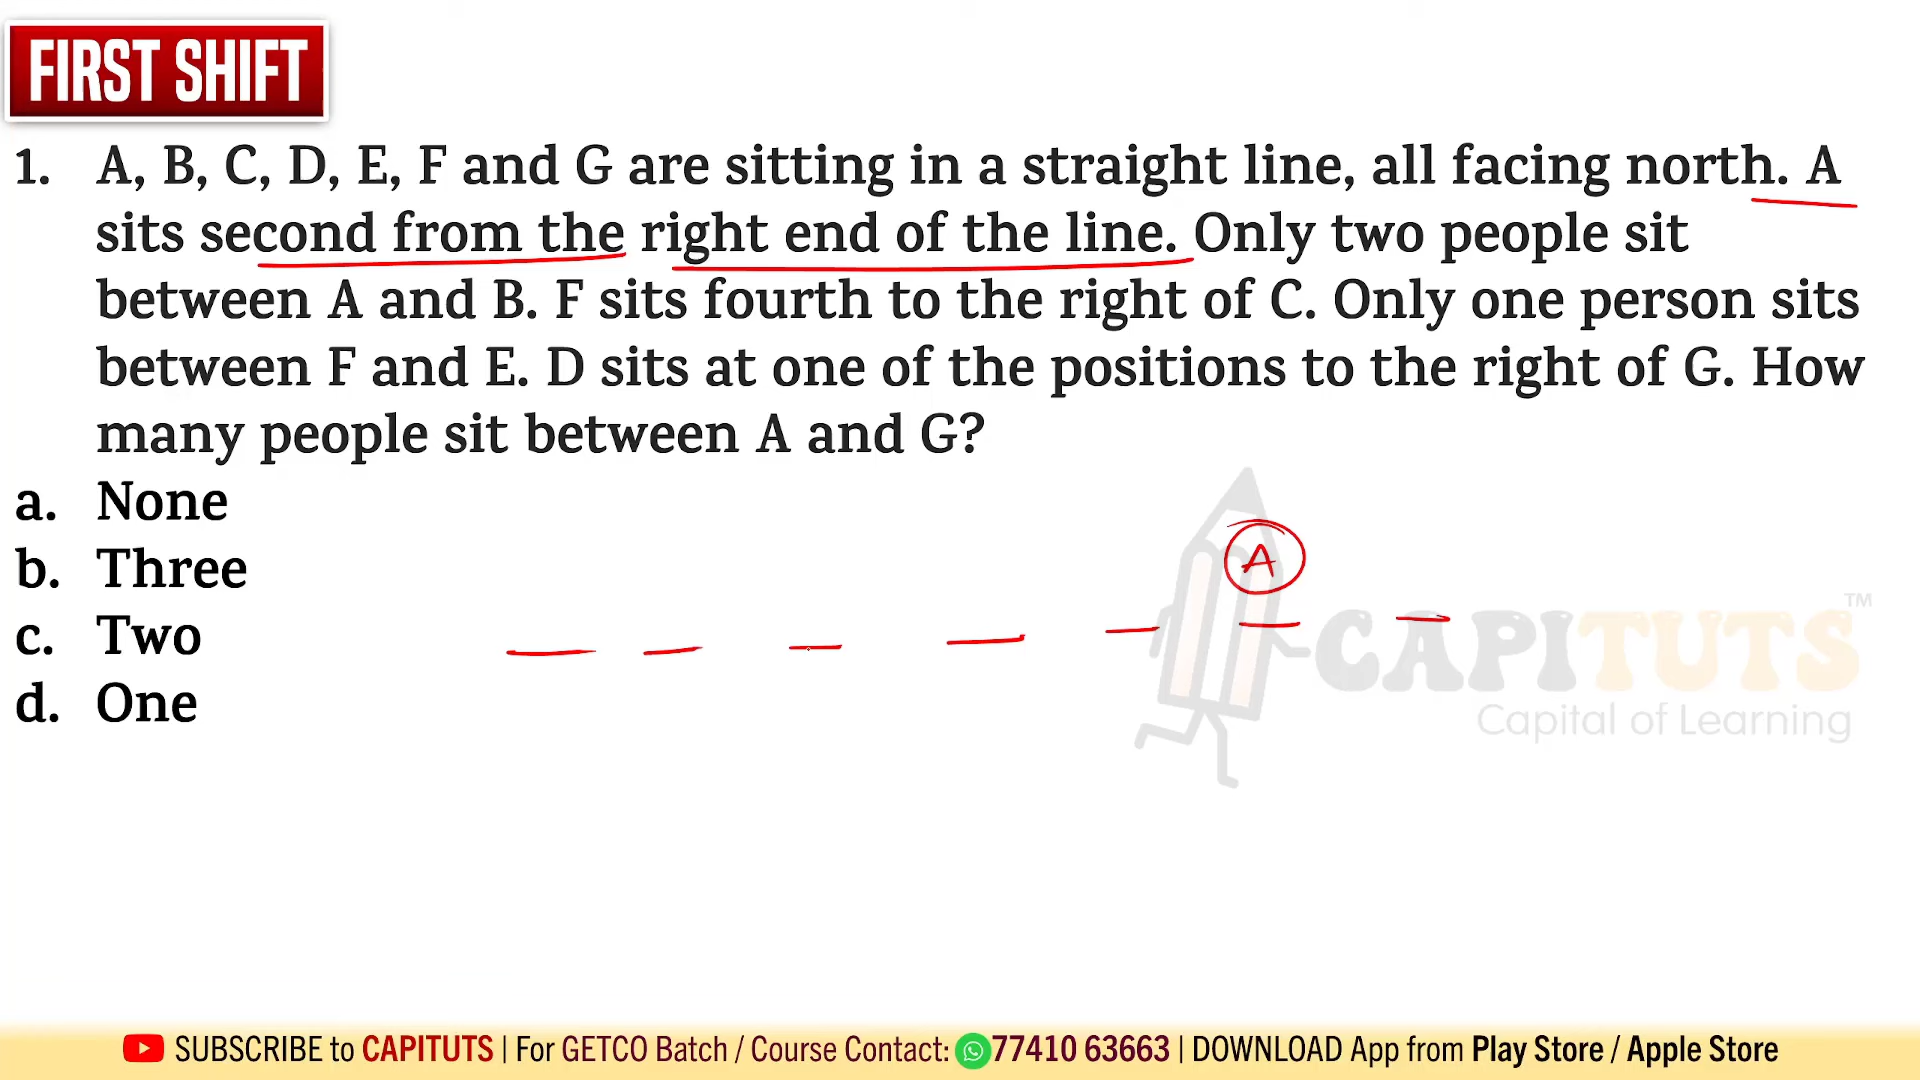 FIRST SHIFT
1. A, B, C, D, E, F and G are sitting in a straight line, all facing north. A
sits second from the right end of the line. Only two people sit
between A and B. F sits fourth to the right of C. Only one person sits
between F and E. D sits at one of the positions to the right of G. How
many people sit between A and G?
a. None
b. Three
c. Two
d. One
A
CAPITUTS™
Capital of Learning
SUBSCRIBE to CAPITUTS | For GETCO Batch / Course Contact: 77410 63663 | DOWNLOAD App from Play Store / Apple Store